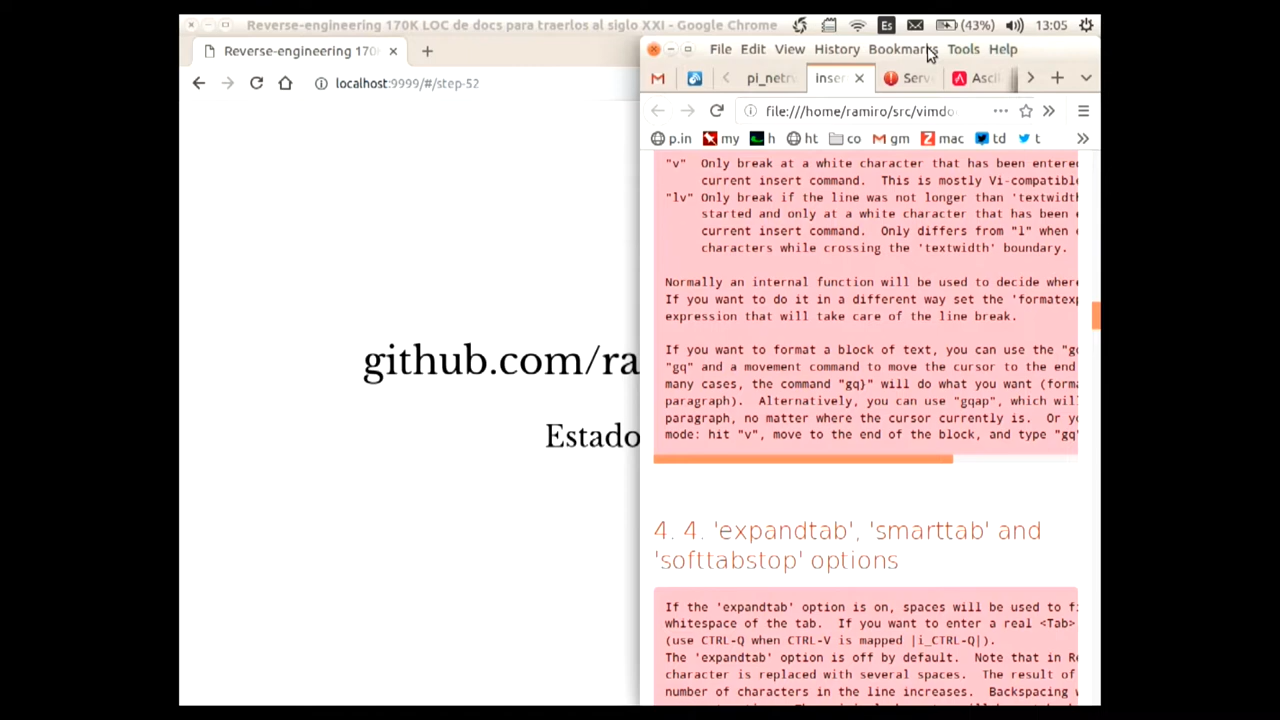 Reverse-engineering 170K LOC de docs para traerlos al siglo XXI - Google Chrome
Es
(43%)
13:05
Reverse-engineering 170
localhost:9999/#/step-52
github.com/ra
Estado
File Edit View History Bookmarks Tools Help
pi_netrw
inser
Serv
Ascii
file:///home/ramiro/src/vimdo
p.in my h ht co gm mac td t
"v" Only break at a white character that has been entered
current insert command. This is mostly Vi-compatible
"lv" Only break if the line was not longer than 'textwidth
started and only at a white character that has been e
current insert command. Only differs from "l" when
characters while crossing the 'textwidth' boundary.
Normally an internal function will be used to decide where
If you want to do it in a different way set the 'formatexp
expression that will take care of the line break.
If you want to format a block of text, you can use the "gq
"gq" and a movement command to move the cursor to the end
many cases, the command "gq}" will do what you want (forma
paragraph). Alternatively, you can use "gqap", which will
paragraph, no matter where the cursor currently is. Or yo
mode: hit "v", move to the end of the block, and type "gq"
4. 4. 'expandtab', 'smarttab' and
'softtabstop' options
If the 'expandtab' option is on, spaces will be used to fi
whitespace of the tab. If you want to enter a real <Tab>
(use CTRL-Q when CTRL-V is mapped |i_CTRL-Q|).
The 'expandtab' option is off by default. Note that in Re
character is replaced with several spaces. The result of
number of characters in the line increases. Backspacing